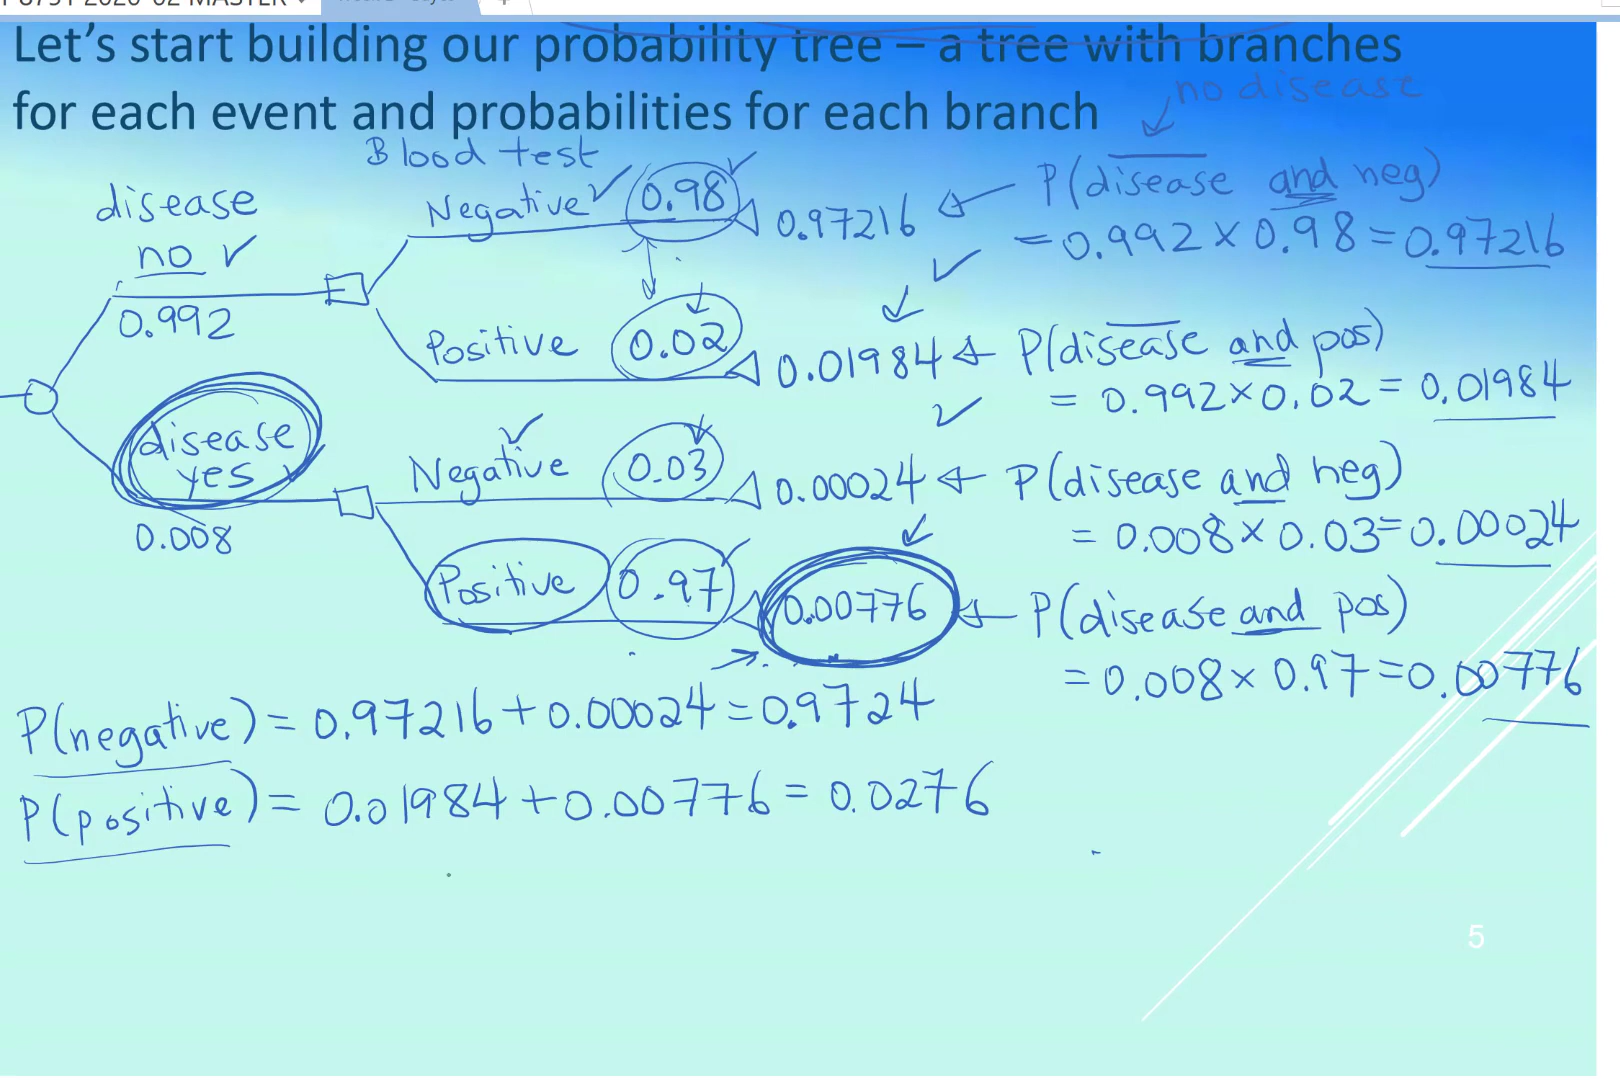 Let's start building our probability tree – a tree with branches
for each event and probabilities for each branch
no disease
Blood test
disease
no
0.992
Negative 0.98 0.97216
P(disease and neg)
= 0.992 × 0.98 = 0.97216
Positive 0.02 0.01984
P(disease and pos)
= 0.992 × 0.02 = 0.01984
disease
yes
0.008
Negative 0.03 0.00024
P(disease and neg)
= 0.008 × 0.03 = 0.00024
Positive 0.97 0.00776
P(disease and pos)
= 0.008 × 0.97 = 0.00776
P(negative) = 0.97216 + 0.00024 = 0.9724
P(positive) = 0.01984 + 0.00776 = 0.0276
5